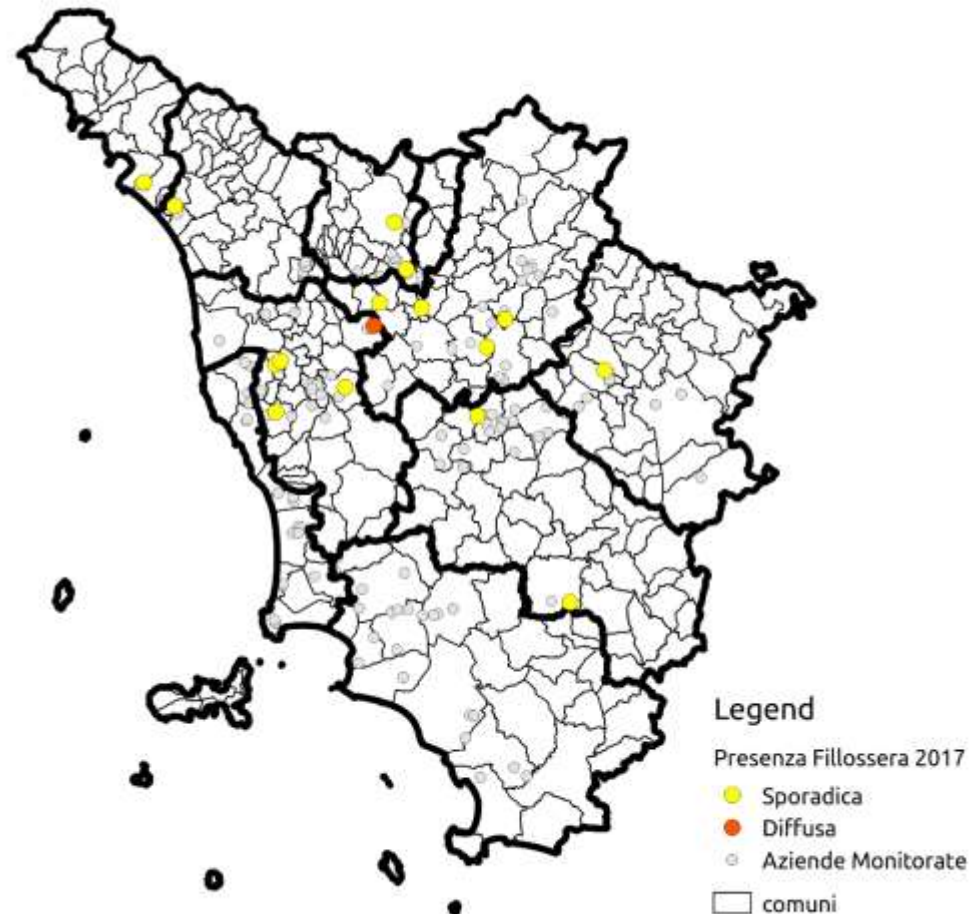 Legend
Presenza Fillossera 2017
Sporadica
Diffusa
Aziende Monitorate
comuni